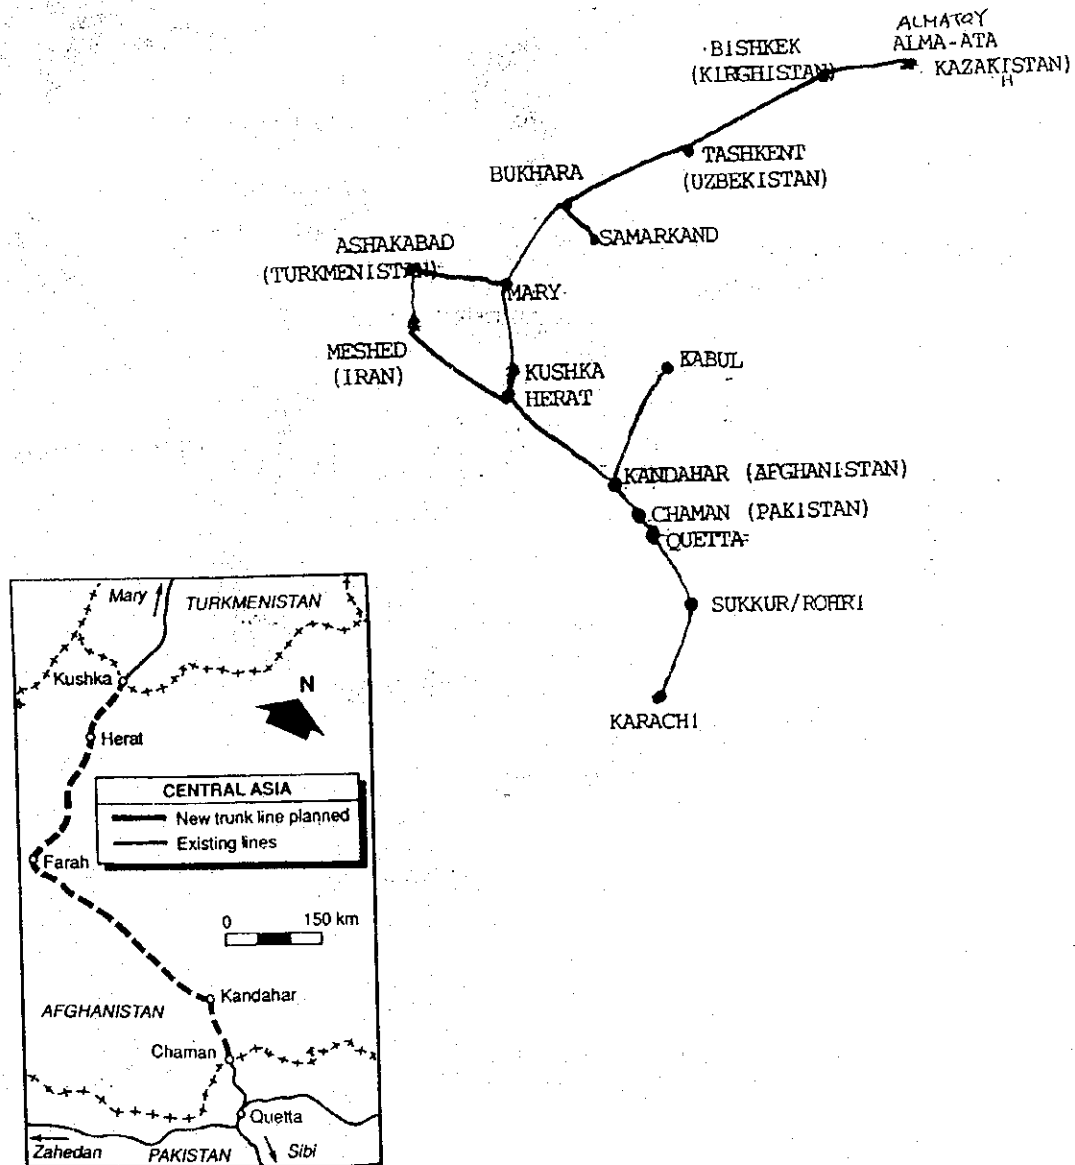 ALMATOY
·BISHKEK
ALMA-ATA
(KIRGHISTAN)
KAZAKISTAN)
H
TASHKENT
(UZBEKISTAN)
BUKHARA
SAMARKAND
ASHAKABAD
(TURKMENISTAN)
MARY
MESHED
(IRAN)
KUSHKA
HERAT
KABUL
KANDAHAR (AFGHANISTAN)
CHAMAN (PAKISTAN)
QUETTA
SUKKUR/ROHRI
KARACHI
Mary
TURKMENISTAN
Kushka
N
Herat
CENTRAL ASIA
New trunk line planned
Existing lines
Farah
0 150 km
Kandahar
AFGHANISTAN
Chaman
Quetta
Zahedan
PAKISTAN
Sibi